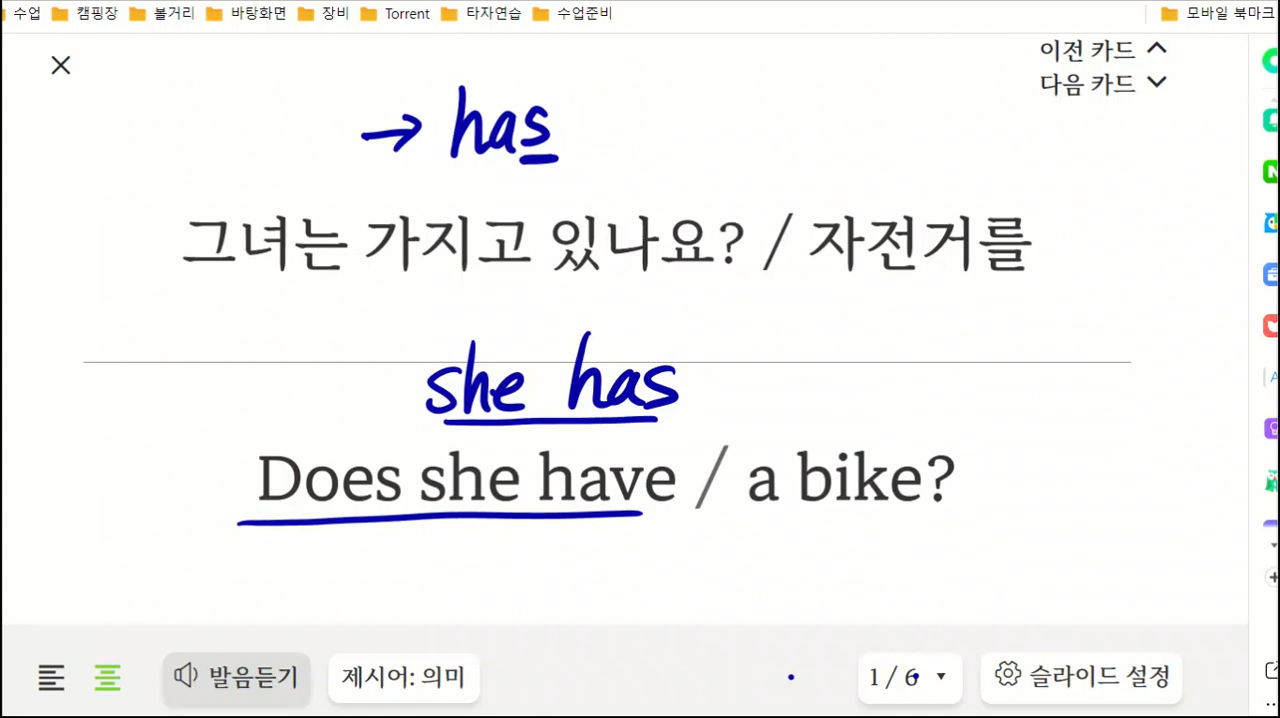 수업 캠핑장 볼거리 바탕화면 장비 Torrent 타자연습 수업준비 모바일 북마크
이전 카드
다음 카드
→ has
그녀는 가지고 있나요? / 자전거를
she has
Does she have / a bike?
발음듣기 제시어: 의미 1 / 6 슬라이드 설정